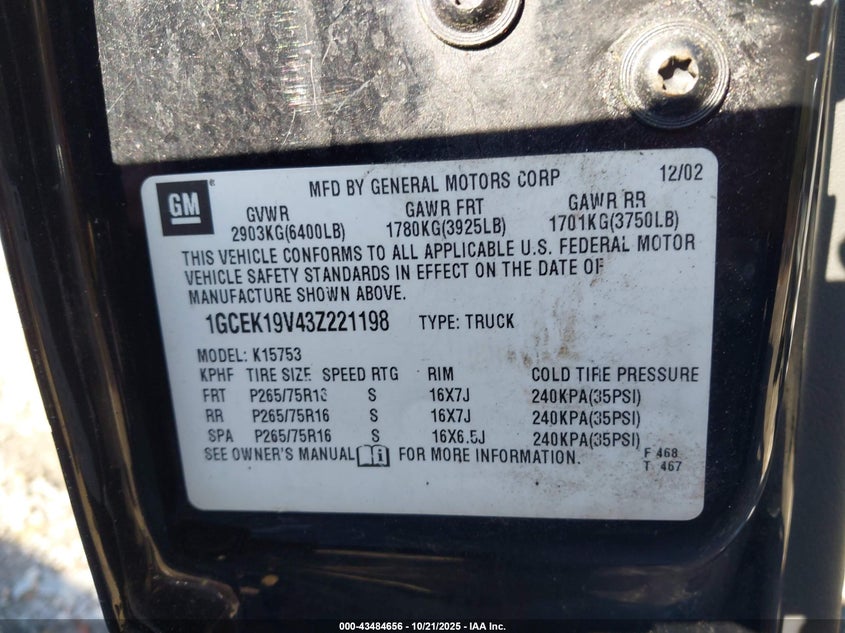 GM
MFD BY GENERAL MOTORS CORP 12/02
GVWR GAWR FRT GAWR RR
2903KG(6400LB) 1780KG(3925LB) 1701KG(3750LB)
THIS VEHICLE CONFORMS TO ALL APPLICABLE U.S. FEDERAL MOTOR
VEHICLE SAFETY STANDARDS IN EFFECT ON THE DATE OF
MANUFACTURE SHOWN ABOVE.
1GCEK19V43Z221198 TYPE: TRUCK
MODEL: K15753
KPHF TIRE SIZE SPEED RTG RIM COLD TIRE PRESSURE
FRT P265/75R16 S 16X7J 240KPA(35PSI)
RR P265/75R16 S 16X7J 240KPA(35PSI)
SPA P265/75R16 S 16X6.5J 240KPA(35PSI)
SEE OWNER'S MANUAL FOR MORE INFORMATION.
F 468
T 467
000-43484656 - 10/21/2025 - IAA Inc.